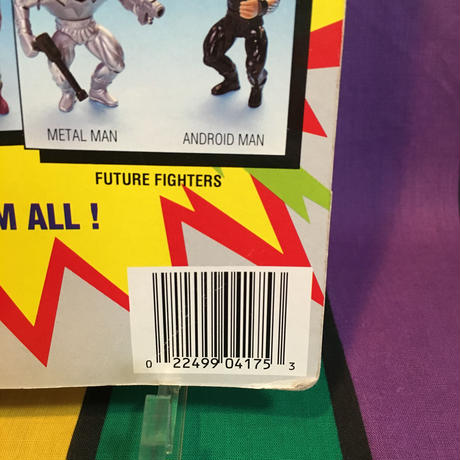 METAL MAN
ANDROID MAN
FUTURE FIGHTERS
M ALL !
0 22499 04175 3